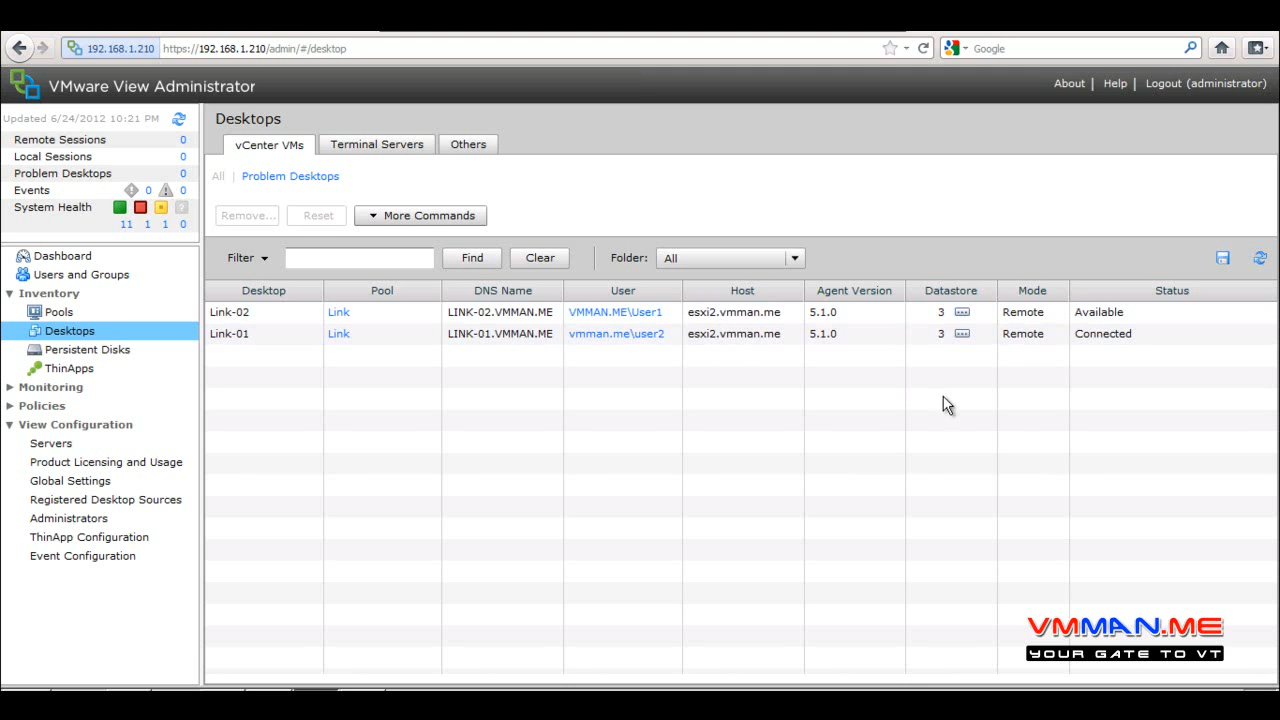 192.168.1.210 https://192.168.1.210/admin/#/desktop Google
VMware View Administrator About | Help | Logout (administrator)
Updated 6/24/2012 10:21 PM
Remote Sessions 0
Local Sessions 0
Problem Desktops 0
Events 0 0
System Health
11 1 1 0
Dashboard
Users and Groups
Inventory
Pools
Desktops
Persistent Disks
ThinApps
Monitoring
Policies
View Configuration
Servers
Product Licensing and Usage
Global Settings
Registered Desktop Sources
Administrators
ThinApp Configuration
Event Configuration
Desktops
vCenter VMs Terminal Servers Others
All | Problem Desktops
Remove... Reset More Commands
Filter Find Clear Folder: All
Desktop Pool DNS Name User Host Agent Version Datastore Mode Status
Link-02 Link LINK-02.VMMAN.ME VMMAN.ME\User1 esxi2.vmman.me 5.1.0 3 Remote Available
Link-01 Link LINK-01.VMMAN.ME vmman.me\user2 esxi2.vmman.me 5.1.0 3 Remote Connected
VMMAN.ME
YOUR GATE TO VT